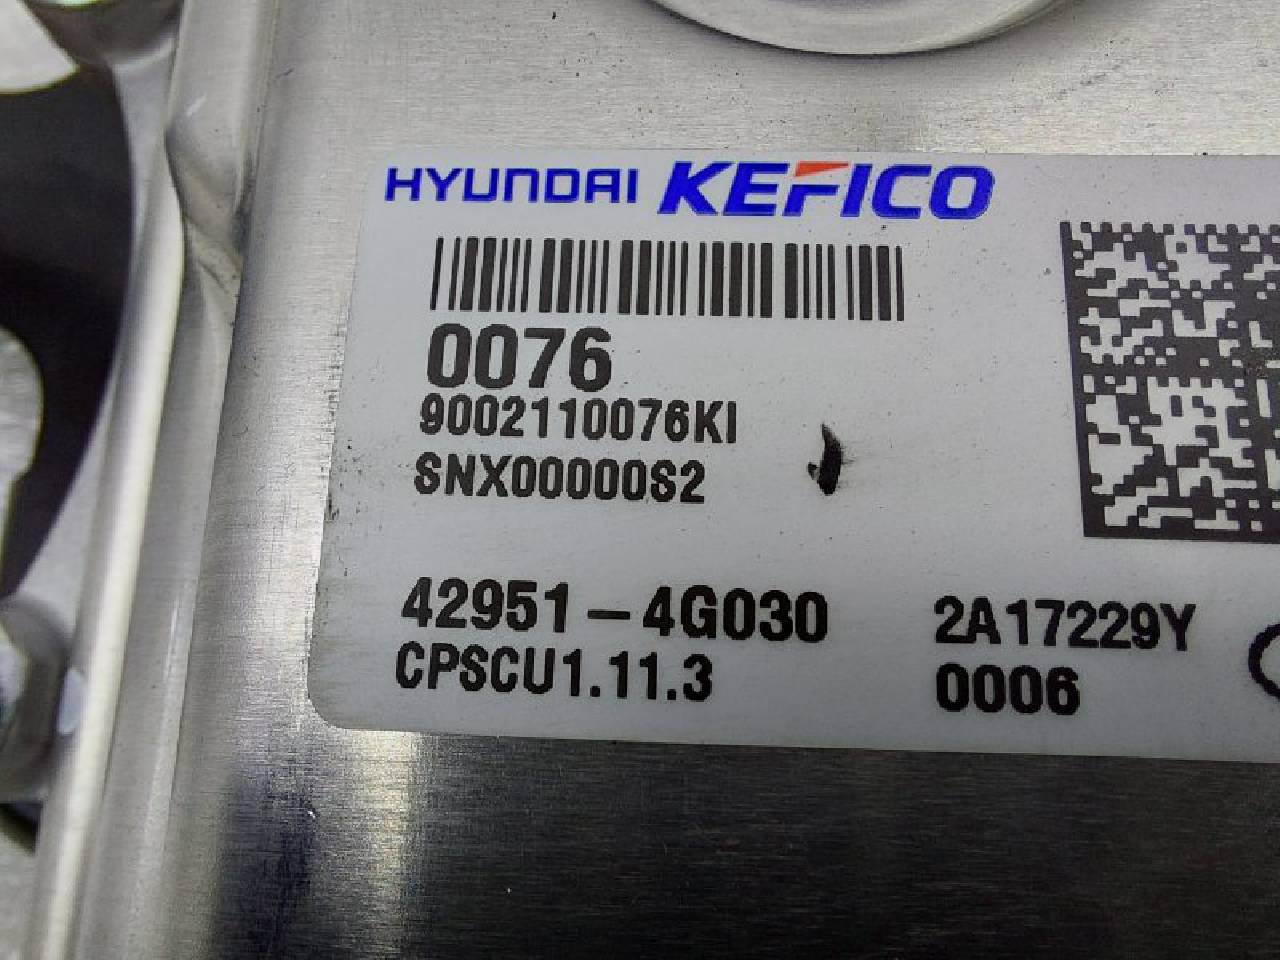 HYUNDAI KEFICO
0076
9002110076KI
SNX00000S2
42951-4G030 2A17229Y
CPSCU1.11.3 0006